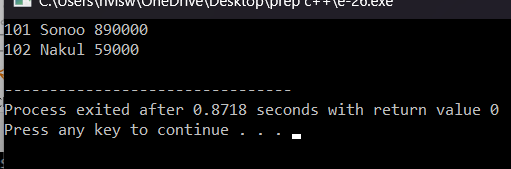 C:\Users\nvisw\OneDrive\Desktop\prep c++\e-26.exe
101 Sonoo 890000
102 Nakul 59000
--------------------------------
Process exited after 0.8718 seconds with return value 0
Press any key to continue . . .